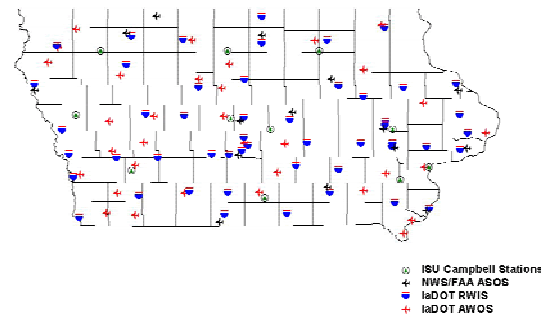 ISU Campbell Stations
NWS/FAA ASOS
IaDOT RWIS
IaDOT AWOS